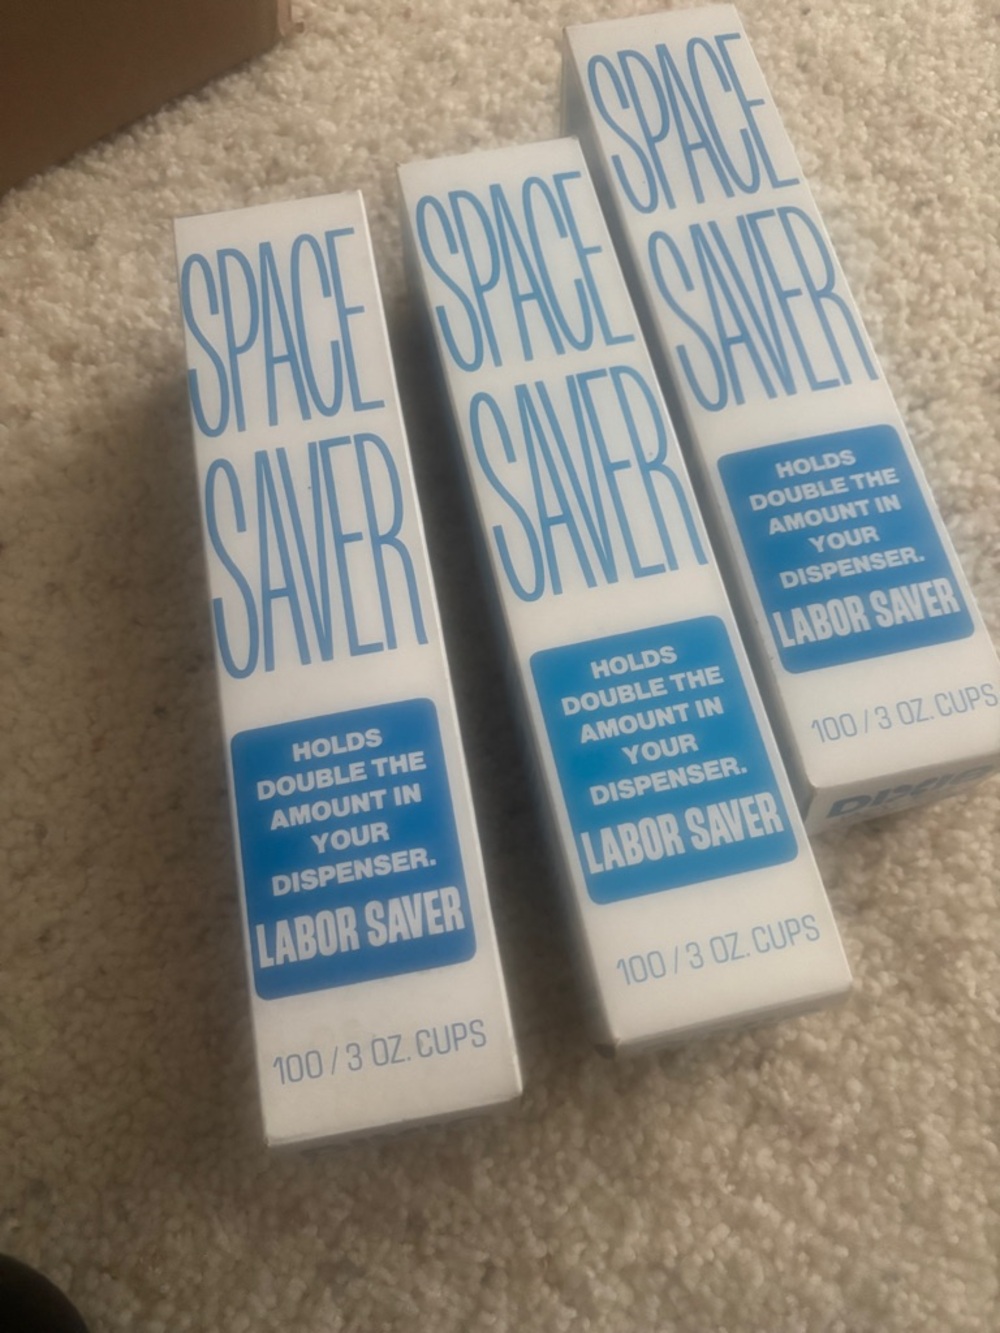 SPACE
SAVER
HOLDS
DOUBLE THE
AMOUNT IN
YOUR
DISPENSER.
LABOR SAVER
100 / 3 OZ. CUPS
SPACE
SAVER
HOLDS
DOUBLE THE
AMOUNT IN
YOUR
DISPENSER.
LABOR SAVER
100 / 3 OZ. CUPS
SPACE
SAVER
HOLDS
DOUBLE THE
AMOUNT IN
YOUR
DISPENSER.
LABOR SAVER
100 / 3 OZ. CUPS